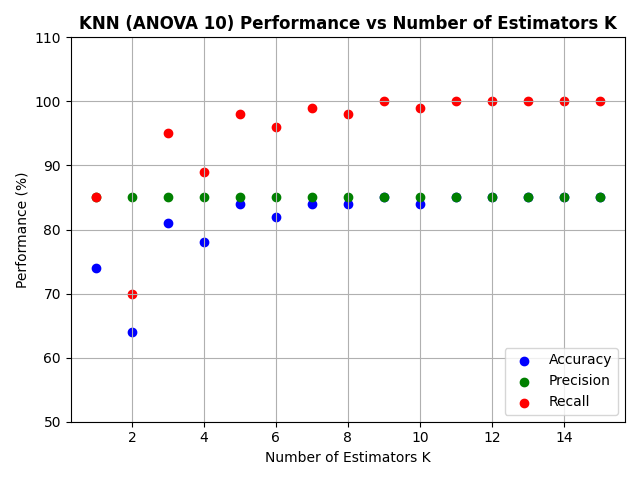 KNN (ANOVA 10) Performance vs Number of Estimators K
110
100
90
80
70
60
50
Performance (%)
2 4 6 8 10 12 14
Number of Estimators K
Accuracy
Precision
Recall